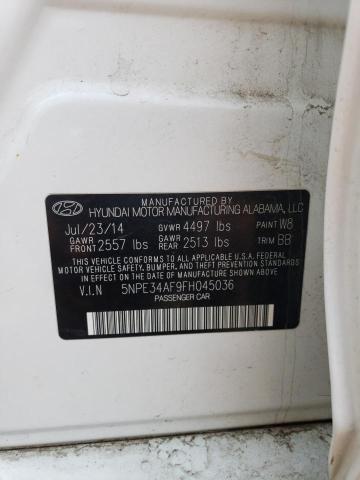 MANUFACTURED BY
HYUNDAI MOTOR MANUFACTURING ALABAMA, LLC
Jul/23/14 GVWR 4497 lbs PAINT W8
GAWR FRONT 2557 lbs GAWR REAR 2513 lbs TRIM BB
THIS VEHICLE CONFORMS TO ALL APPLICABLE U.S.A. FEDERAL
MOTOR VEHICLE SAFETY, BUMPER, AND THEFT PREVENTION STANDARDS
IN EFFECT ON THE DATE OF MANUFACTURE SHOWN ABOVE.
V.I.N 5NPE34AF9FH045036
PASSENGER CAR